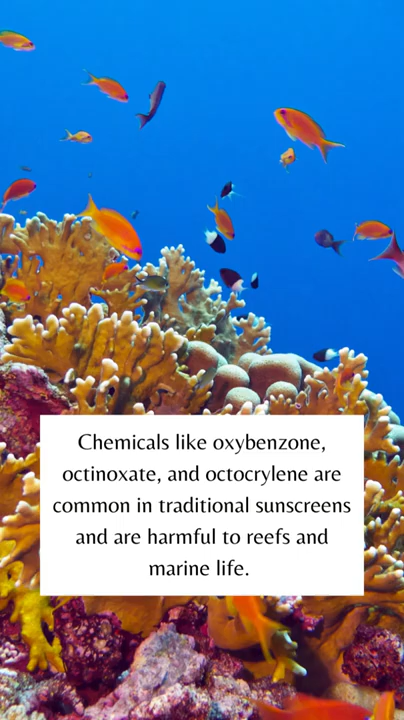 Chemicals like oxybenzone,
octinoxate, and octocrylene are
common in traditional sunscreens
and are harmful to reefs and
marine life.